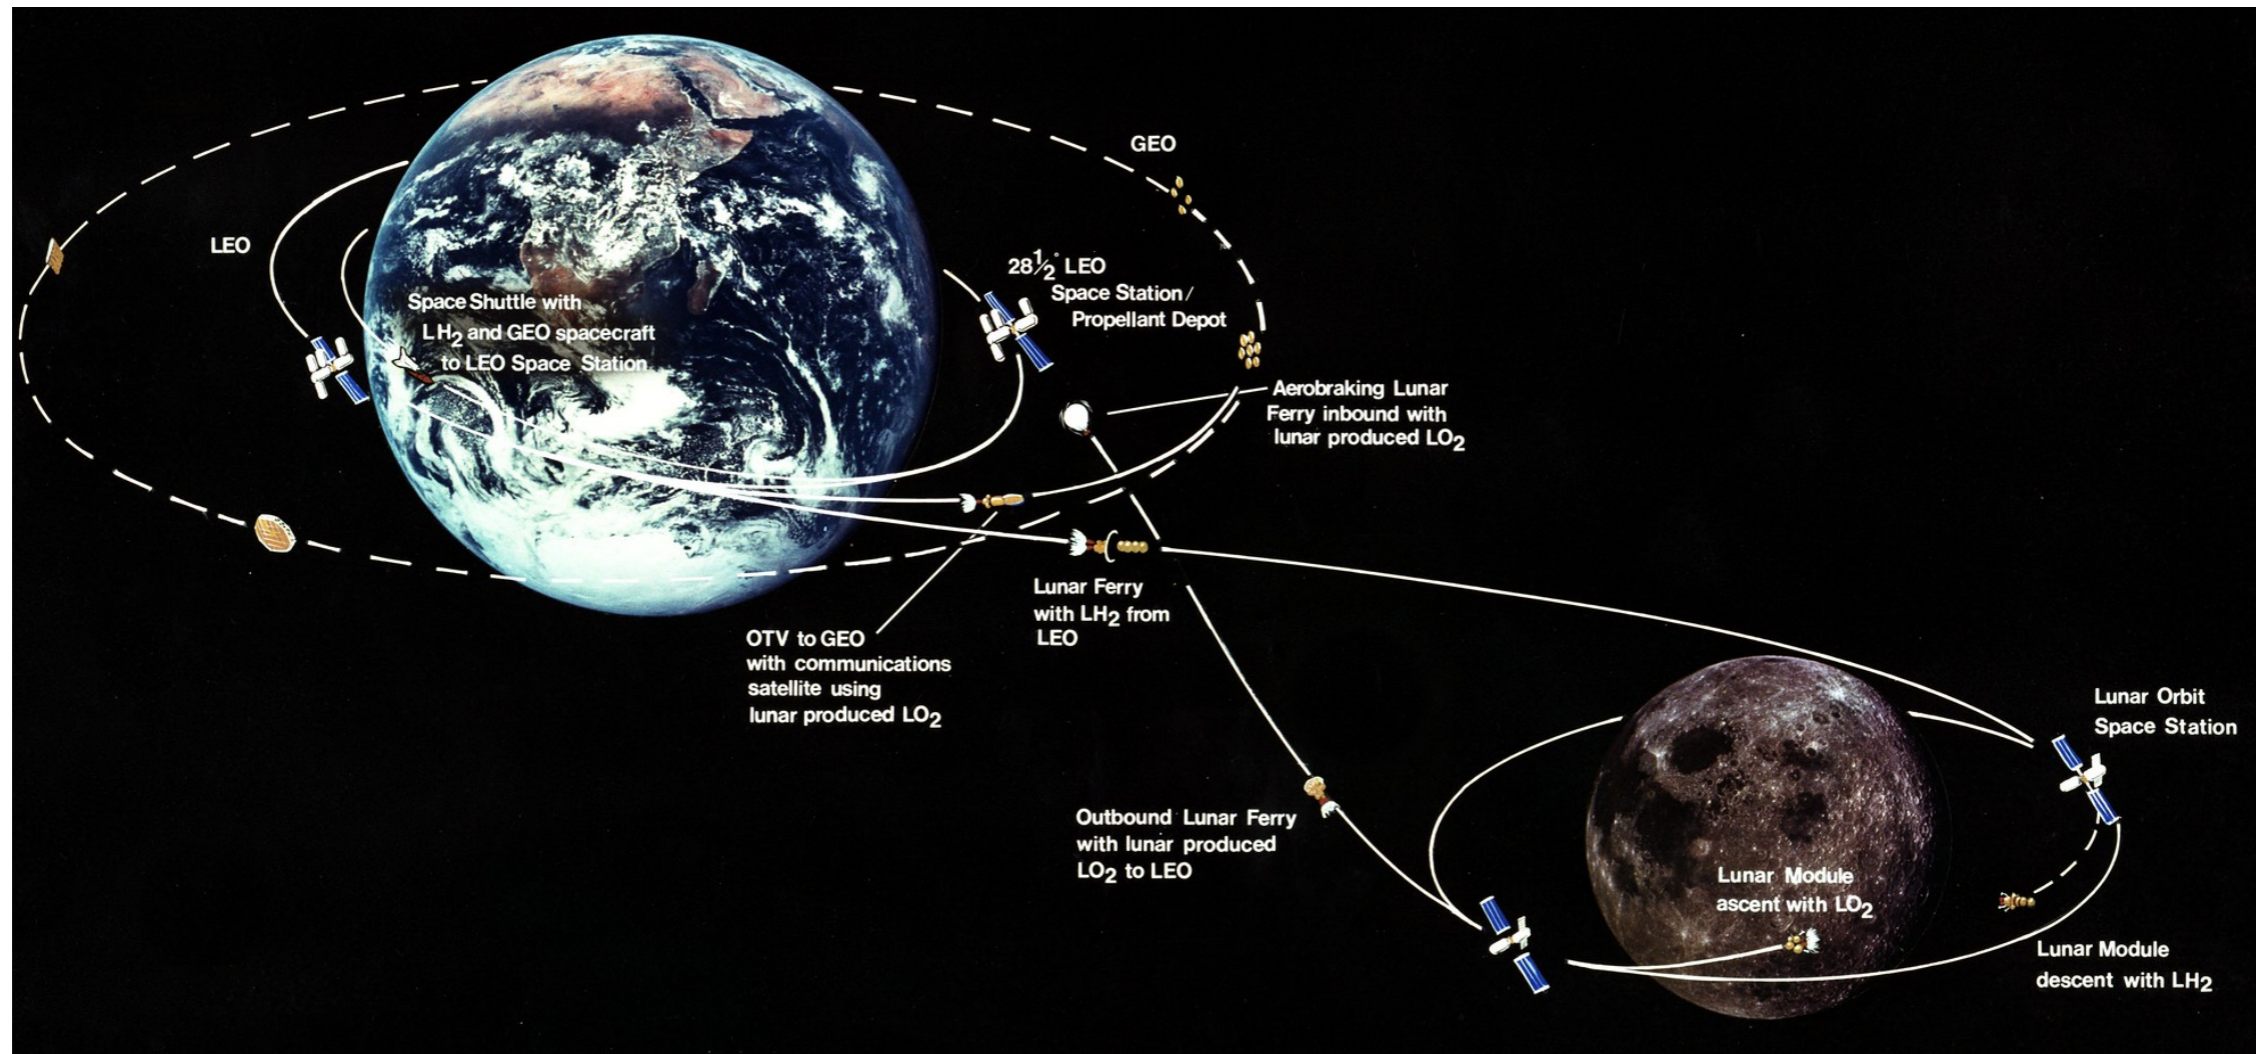 GEO
LEO
28½° LEO
Space Station/
Propellant Depot
Space Shuttle with
LH2 and GEO spacecraft
to LEO Space Station
Aerobraking Lunar
Ferry inbound with
lunar produced LO2
Lunar Ferry
with LH2 from
LEO
OTV to GEO
with communications
satellite using
lunar produced LO2
Lunar Orbit
Space Station
Outbound Lunar Ferry
with lunar produced
LO2 to LEO
Lunar Module
ascent with LO2
Lunar Module
descent with LH2